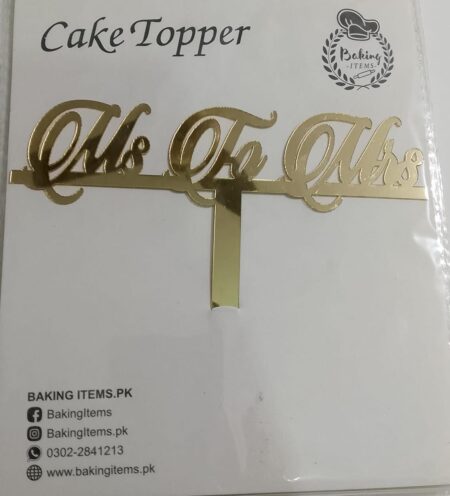 Cake Topper
Baking
-ITEMS-
Ms To Mrs
BAKING ITEMS.PK
BakingItems
BakingItems.pk
0302-2841213
www.bakingitems.pk